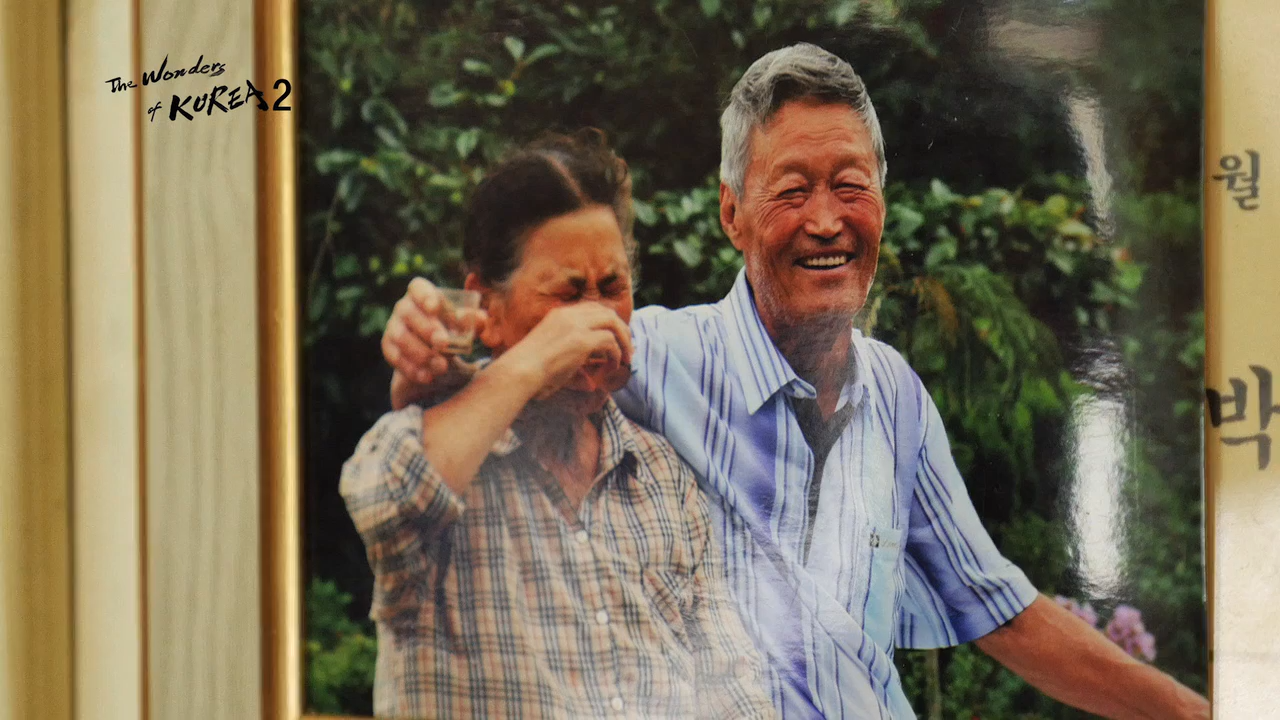 The Wonders
of KOREA 2
월
박